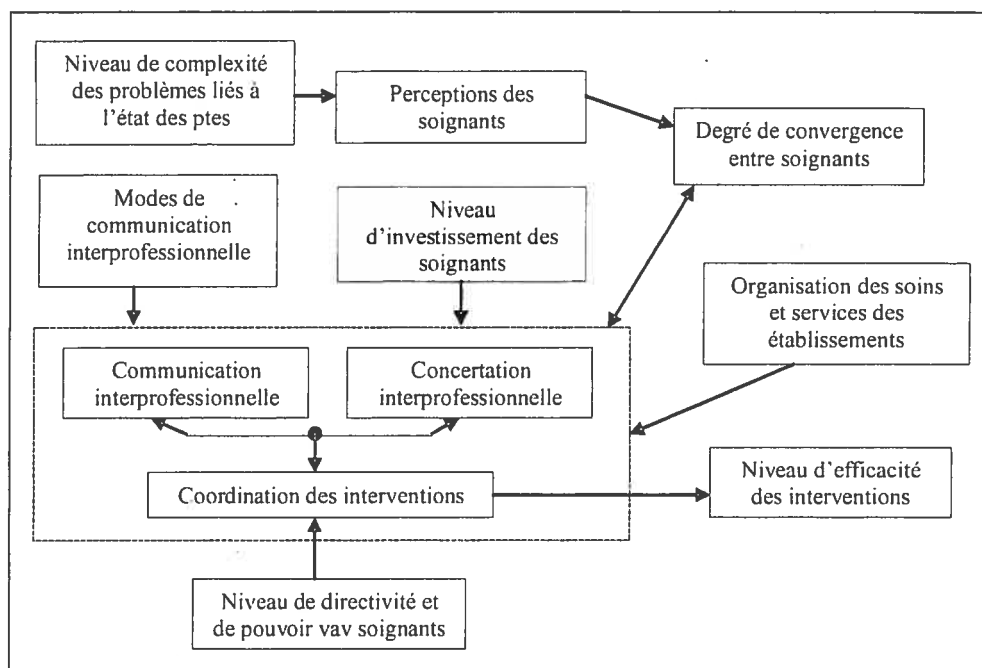 Niveau de complexité
des problèmes liés à
l'état des ptes
Perceptions des
soignants
Degré de convergence
entre soignants
Modes de
communication
interprofessionnelle
Niveau
d'investissement des
soignants
Organisation des soins
et services des
établissements
Communication
interprofessionnelle
Concertation
interprofessionnelle
Coordination des interventions
Niveau d'efficacité
des interventions
Niveau de directivité et
de pouvoir vav soignants